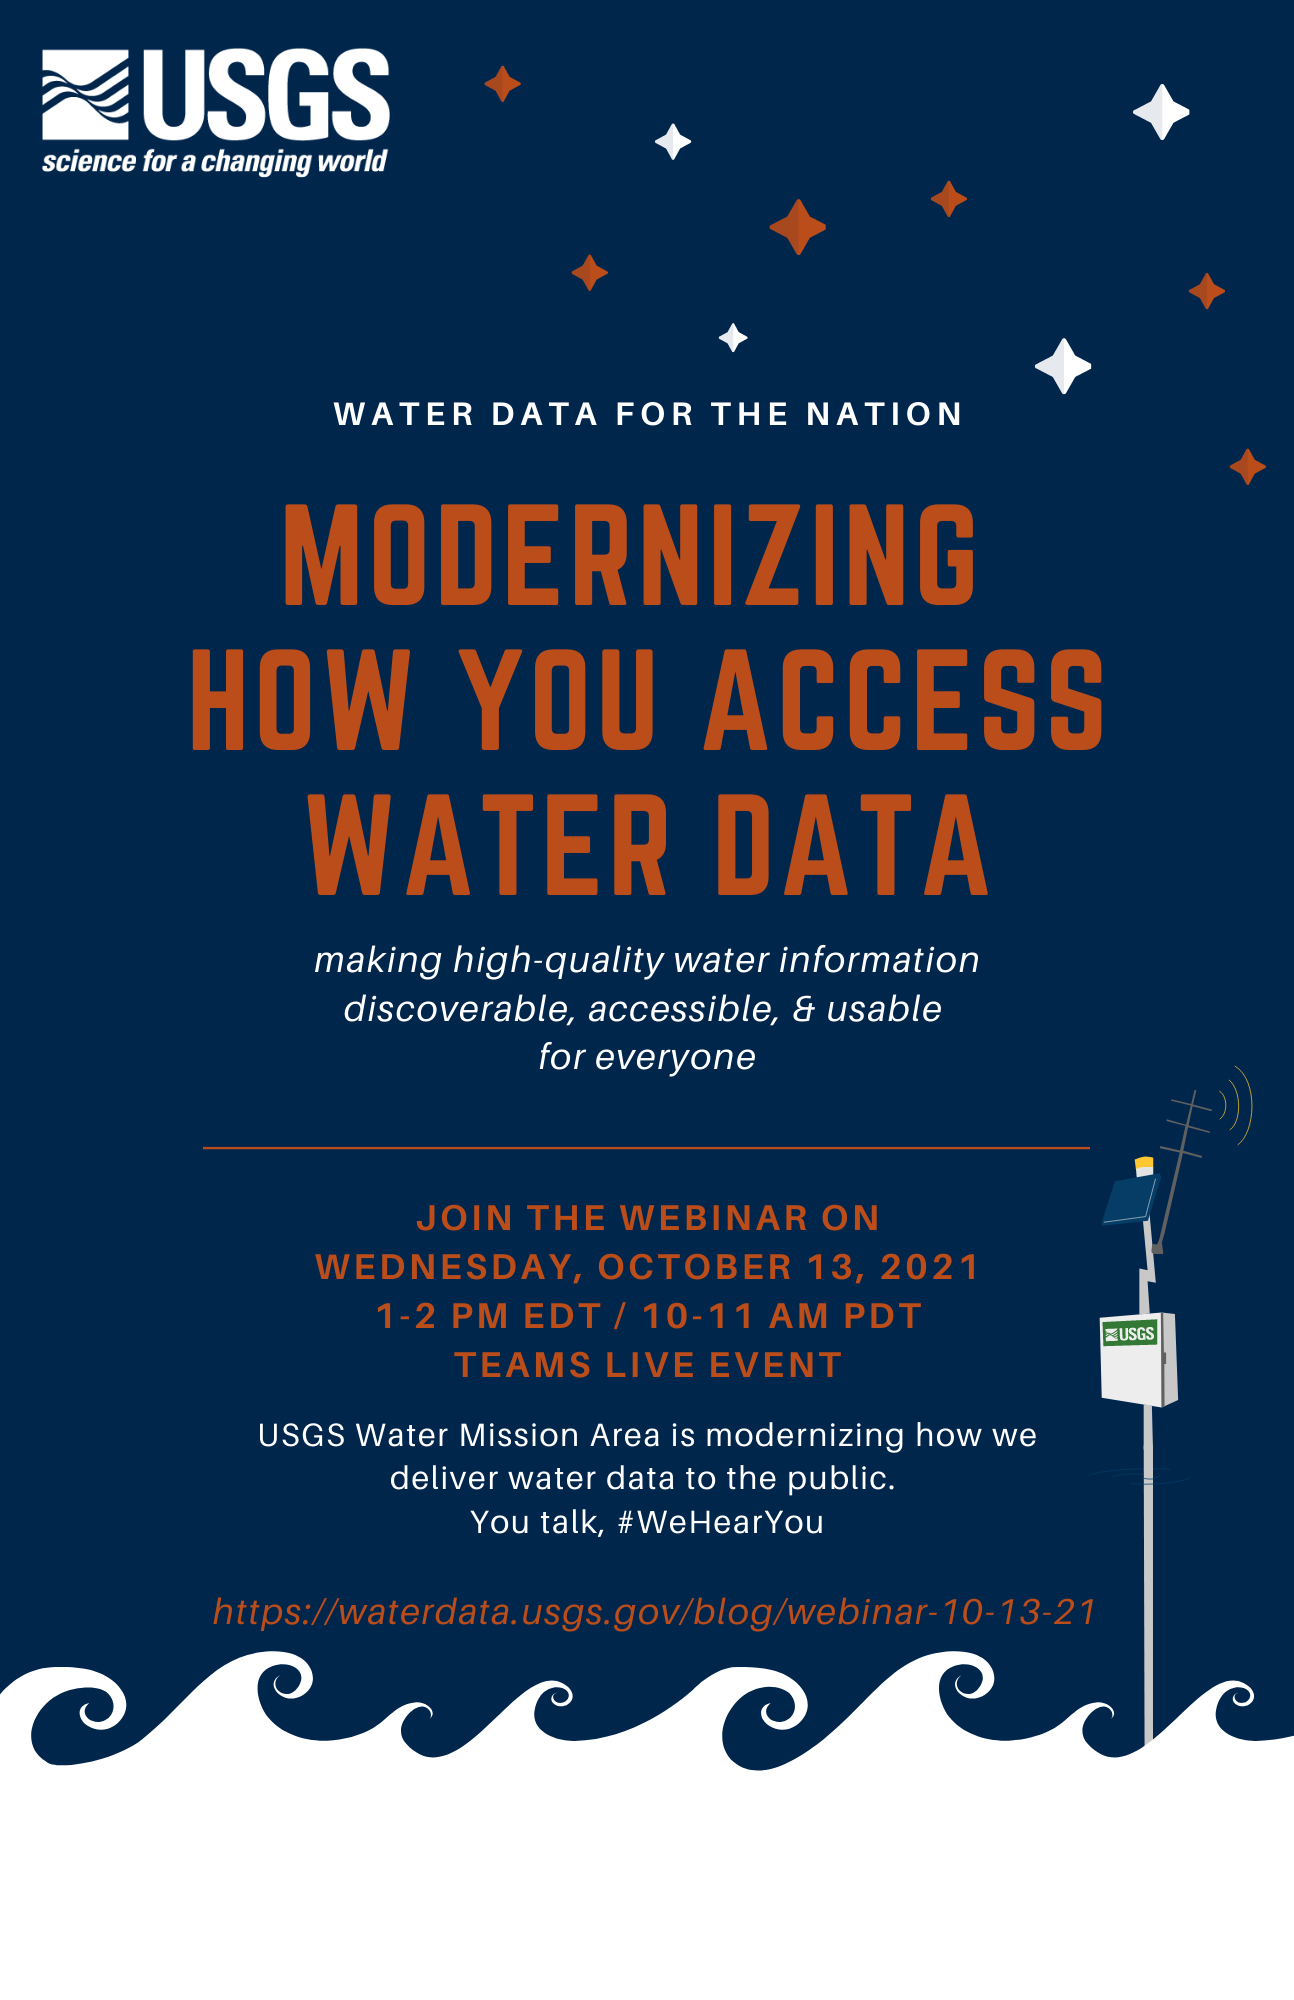 USGS
science for a changing world
WATER DATA FOR THE NATION
MODERNIZING
HOW YOU ACCESS
WATER DATA
making high-quality water information
discoverable, accessible, & usable
for everyone
JOIN THE WEBINAR ON
WEDNESDAY, OCTOBER 13, 2021
1-2 PM EDT / 10-11 AM PDT
TEAMS LIVE EVENT
USGS
USGS Water Mission Area is modernizing how we
deliver water data to the public.
You talk, #WeHearYou
https://waterdata.usgs.gov/blog/webinar-10-13-21